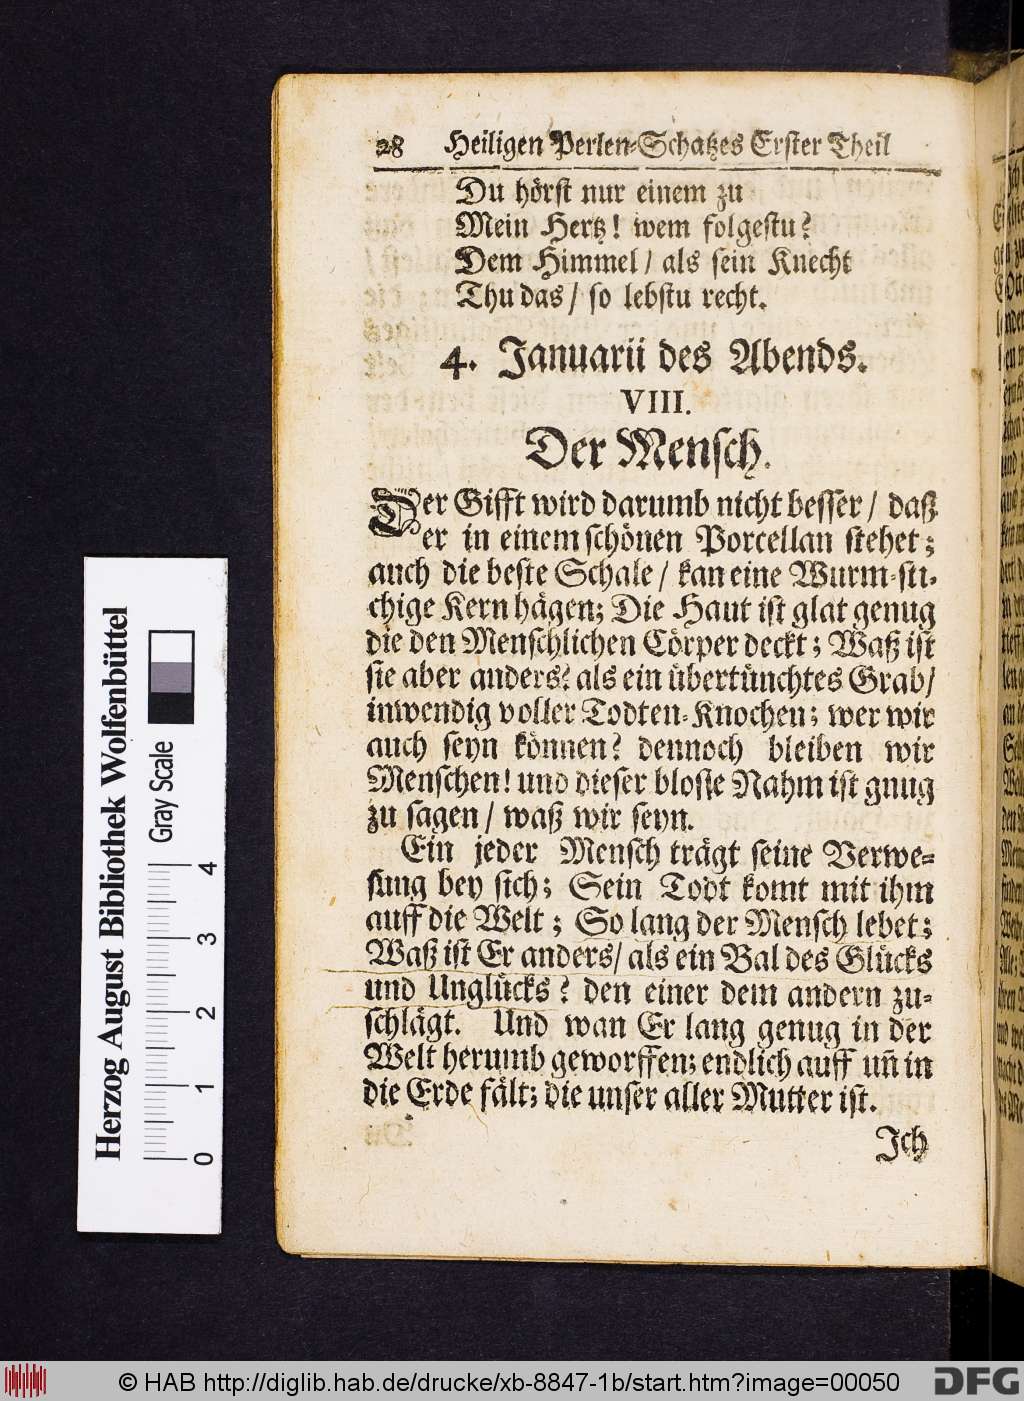 28 Heiligen Perlen-Schatzes Erster Theil
Du hörst nur einem zu
Mein Hertz! wem folgestu?
Dem Himmel / als sein Knecht
Thu das / so lebstu recht.
4. Januarii des Abends.
VIII.
Der Mensch.
Der Gifft wird darumb nicht besser / daß
er in einem schönen Porcellan stehet;
auch die beste Schale / kan eine Wurm-sti-
chige Kern hägen; Die Haut ist glat genug
die den Menschlichen Cörper deckt; Waß ist
sie aber anders? als ein übertünchtes Grab/
inwendig voller Todten-Knochen; wer wir
auch seyn können? dennoch bleiben wir
Menschen! und dieser blosse Nahm ist gnug
zu sagen / waß wir seyn.
Ein jeder Mensch trägt seine Verwe-
sung bey sich; Sein Todt komt mit ihm
auff die Welt; So lang der Mensch lebet;
Waß ist Er anders/ als ein Bal des Glücks
und Unglücks? den einer dem andern zu-
schlägt. Und wan Er lang genug in der
Welt herumb geworffen; endlich auff un̄ in
die Erde fält; die unser aller Mutter ist.
Jch
Herzog August Bibliothek Wolfenbüttel
Gray Scale
0 1 2 3 4
© HAB http://diglib.hab.de/drucke/xb-8847-1b/start.htm?image=00050
DFG